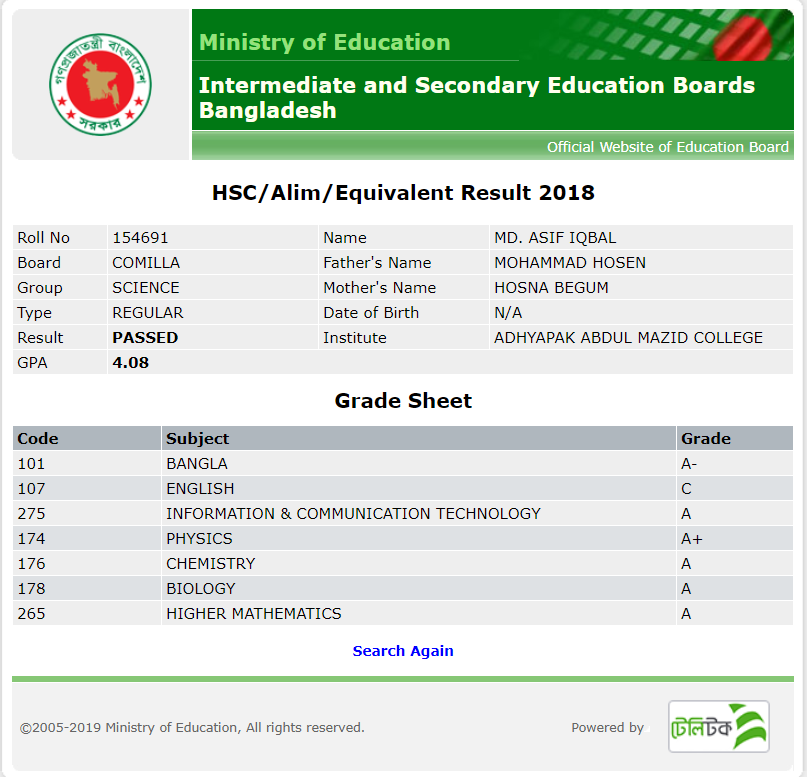 গণপ্রজাতন্ত্রী বাংলাদেশ
সরকার
Ministry of Education
Intermediate and Secondary Education Boards
Bangladesh
Official Website of Education Board
HSC/Alim/Equivalent Result 2018
Roll No 154691 Name MD. ASIF IQBAL
Board COMILLA Father's Name MOHAMMAD HOSEN
Group SCIENCE Mother's Name HOSNA BEGUM
Type REGULAR Date of Birth N/A
Result PASSED Institute ADHYAPAK ABDUL MAZID COLLEGE
GPA 4.08
Grade Sheet
Code Subject Grade
101 BANGLA A-
107 ENGLISH C
275 INFORMATION & COMMUNICATION TECHNOLOGY A
174 PHYSICS A+
176 CHEMISTRY A
178 BIOLOGY A
265 HIGHER MATHEMATICS A
Search Again
©2005-2019 Ministry of Education, All rights reserved. Powered by টেলিটক